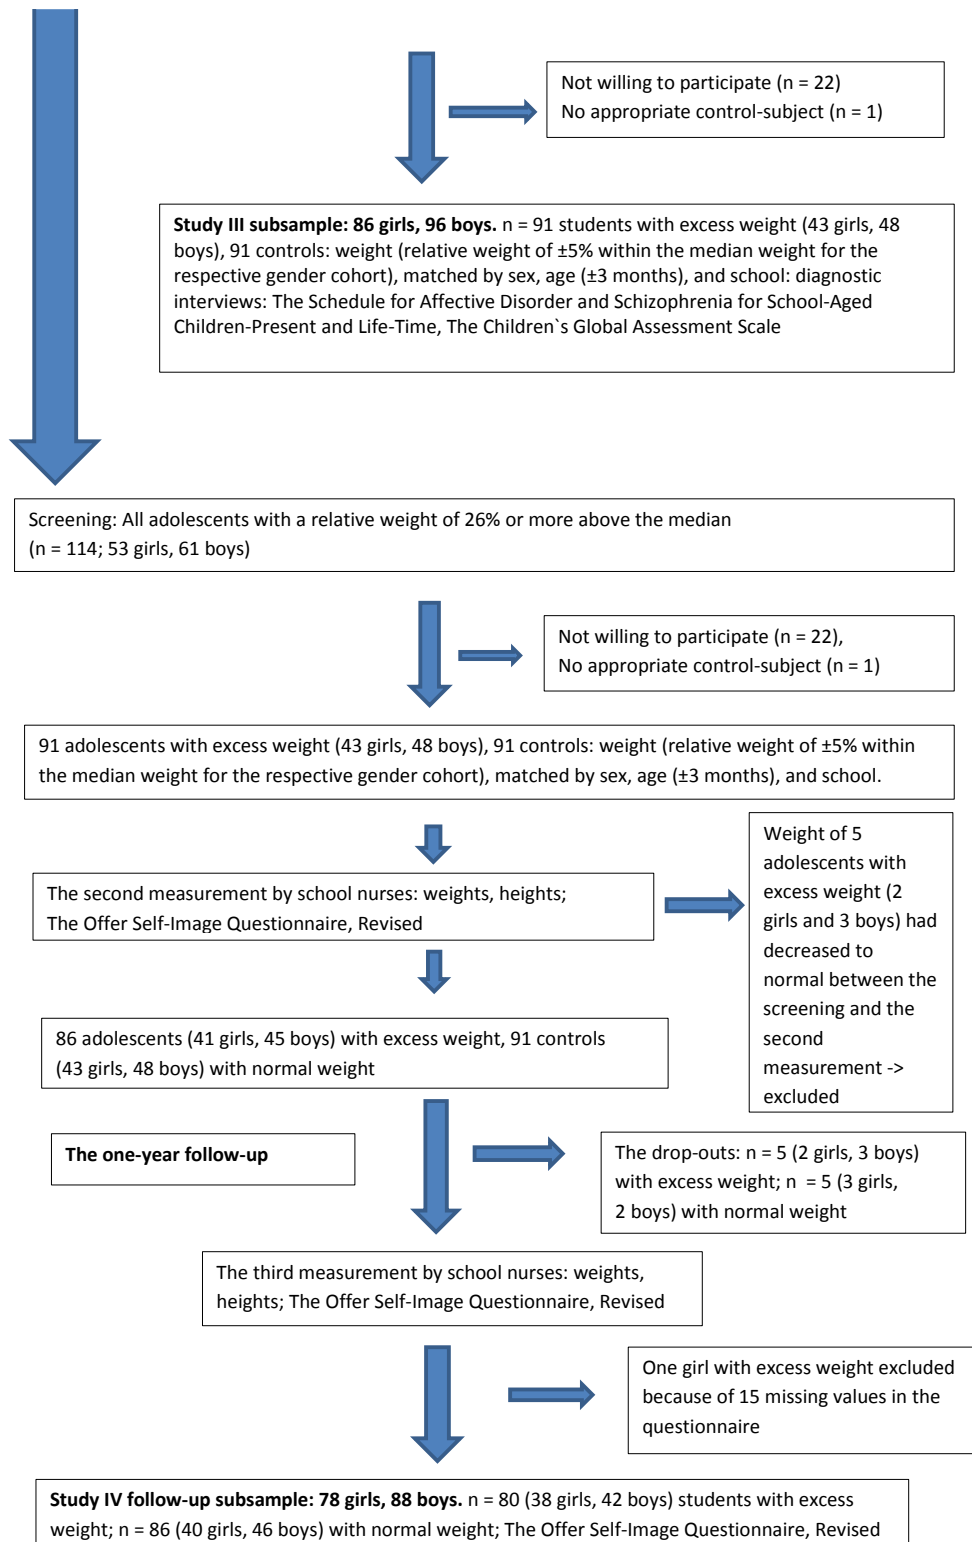 Not willing to participate (n = 22)
No appropriate control-subject (n = 1)
Study III subsample: 86 girls, 96 boys. n = 91 students with excess weight (43 girls, 48
boys), 91 controls: weight (relative weight of ±5% within the median weight for the
respective gender cohort), matched by sex, age (±3 months), and school: diagnostic
interviews: The Schedule for Affective Disorder and Schizophrenia for School-Aged
Children-Present and Life-Time, The Children`s Global Assessment Scale
Screening: All adolescents with a relative weight of 26% or more above the median
(n = 114; 53 girls, 61 boys)
Not willing to participate (n = 22),
No appropriate control-subject (n = 1)
91 adolescents with excess weight (43 girls, 48 boys), 91 controls: weight (relative weight of ±5% within
the median weight for the respective gender cohort), matched by sex, age (±3 months), and school.
The second measurement by school nurses: weights, heights;
The Offer Self-Image Questionnaire, Revised
Weight of 5
adolescents with
excess weight (2
girls and 3 boys) had
decreased to
normal between the
screening and the
second
measurement ->
excluded
86 adolescents (41 girls, 45 boys) with excess weight, 91 controls
(43 girls, 48 boys) with normal weight
The one-year follow-up
The drop-outs: n = 5 (2 girls, 3 boys)
with excess weight; n = 5 (3 girls,
2 boys) with normal weight
The third measurement by school nurses: weights,
heights; The Offer Self-Image Questionnaire, Revised
One girl with excess weight excluded
because of 15 missing values in the
questionnaire
Study IV follow-up subsample: 78 girls, 88 boys. n = 80 (38 girls, 42 boys) students with excess
weight; n = 86 (40 girls, 46 boys) with normal weight; The Offer Self-Image Questionnaire, Revised